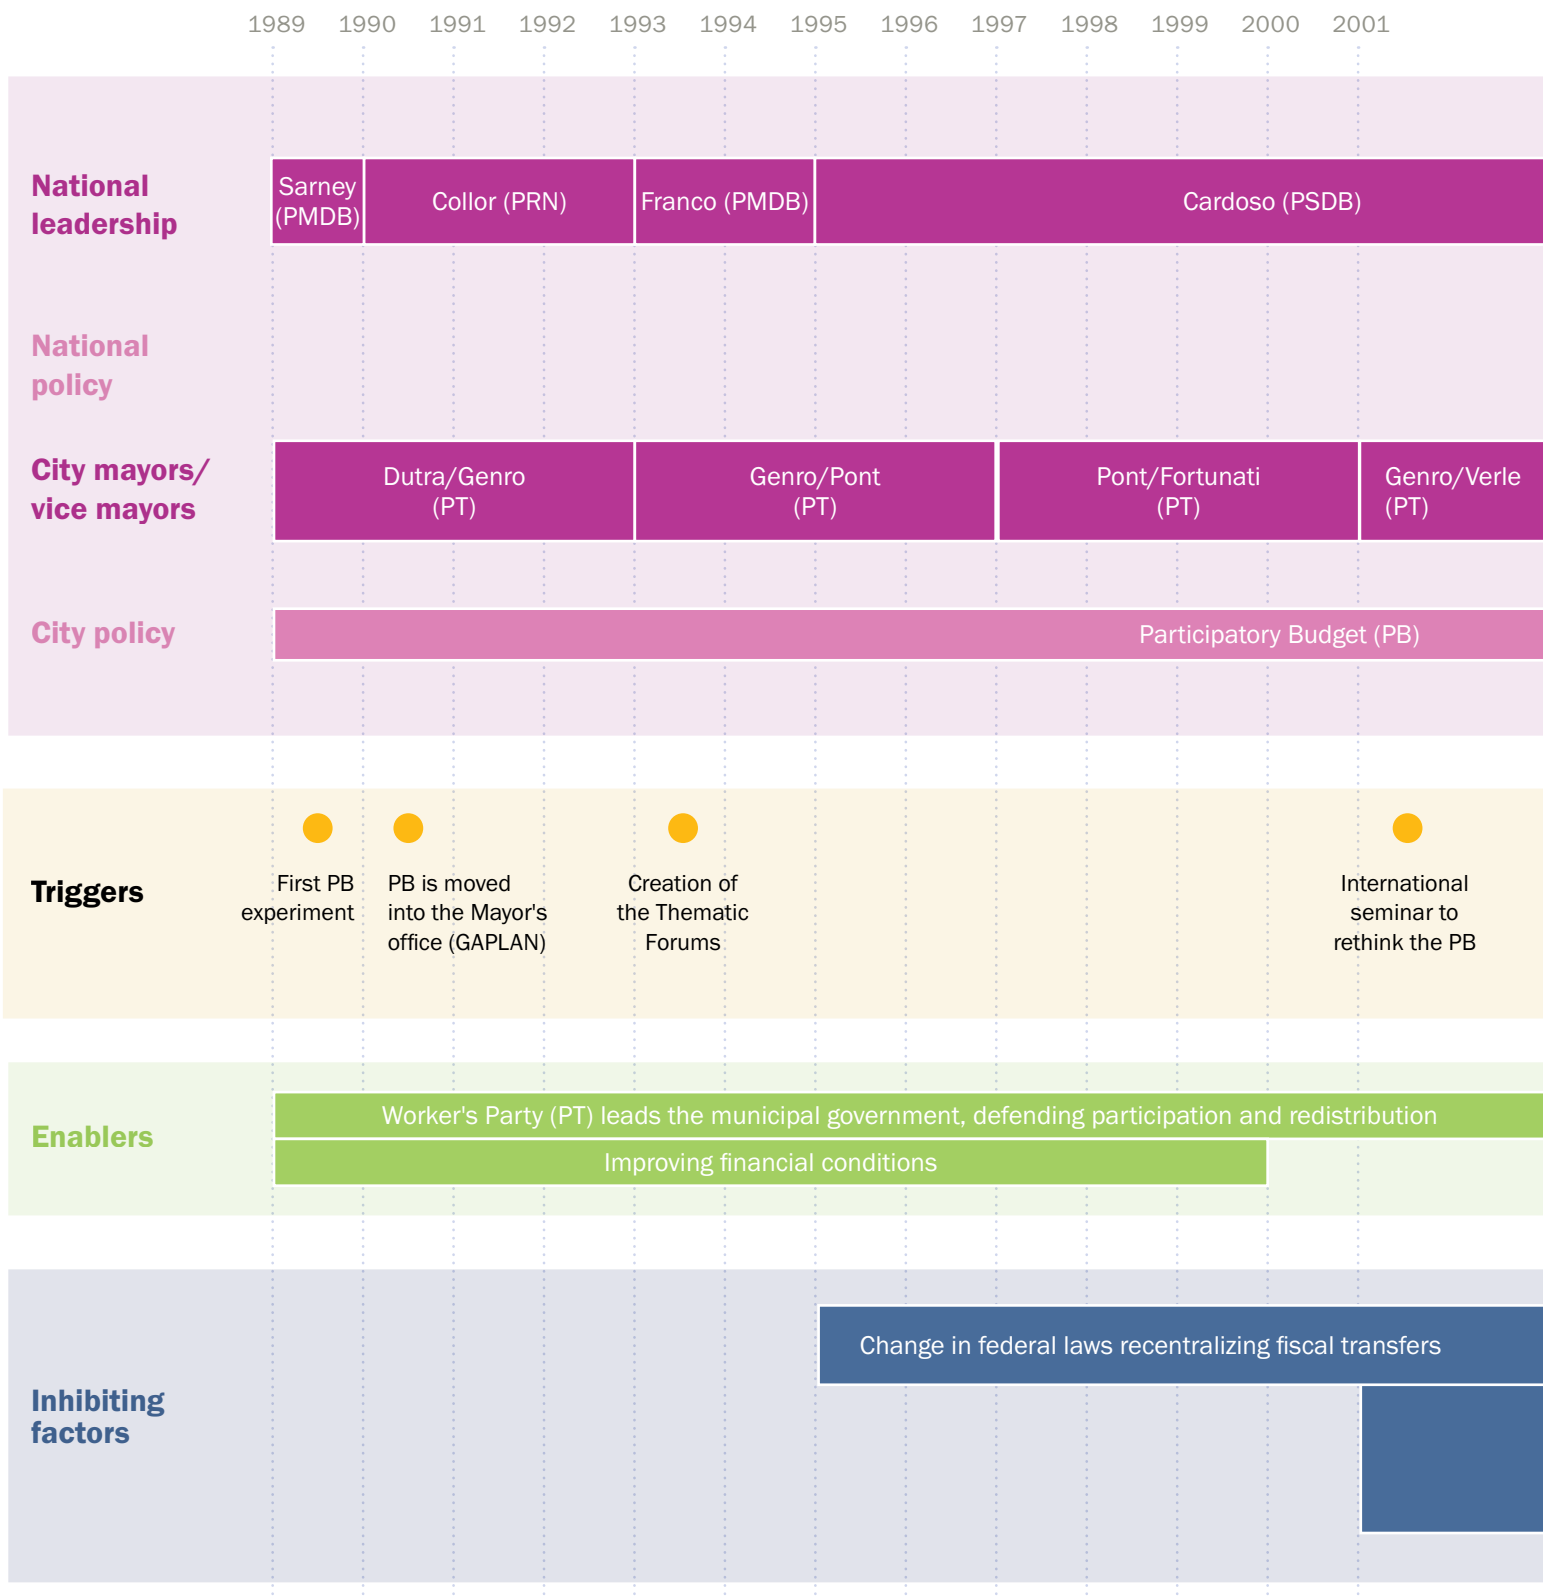 1989 1990 1991 1992 1993 1994 1995 1996 1997 1998 1999 2000 2001
National
leadership
Sarney
(PMDB)
Collor (PRN)
Franco (PMDB)
Cardoso (PSDB)
National
policy
City mayors/
vice mayors
Dutra/Genro
(PT)
Genro/Pont
(PT)
Pont/Fortunati
(PT)
Genro/Verle
(PT)
City policy
Participatory Budget (PB)
Triggers
First PB
experiment
PB is moved
into the Mayor's
office (GAPLAN)
Creation of
the Thematic
Forums
International
seminar to
rethink the PB
Enablers
Worker's Party (PT) leads the municipal government, defending participation and redistribution
Improving financial conditions
Inhibiting
factors
Change in federal laws recentralizing fiscal transfers